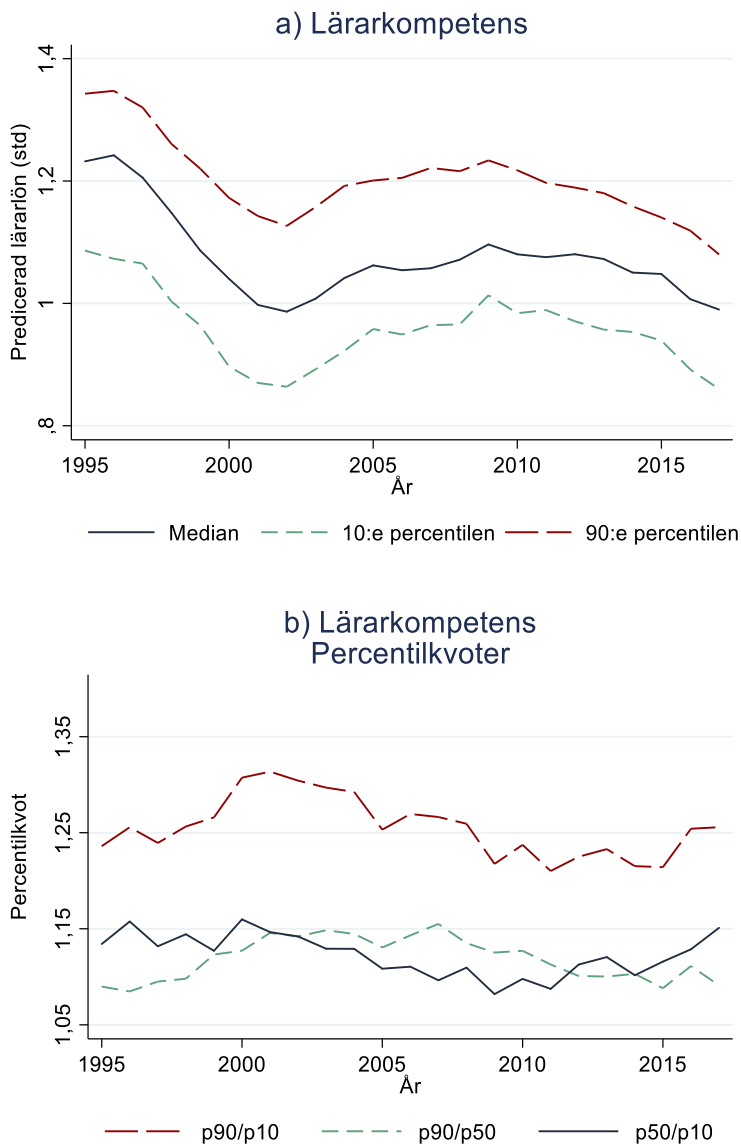 a) Lärarkompetens
Predicerad lärarlön (std)
1,4
1,2
1
,8
1995 2000 2005 2010 2015
År
Median 10:e percentilen 90:e percentilen
b) Lärarkompetens
Percentilkvoter
Percentilkvot
1,35
1,25
1,15
1,05
1995 2000 2005 2010 2015
År
p90/p10 p90/p50 p50/p10